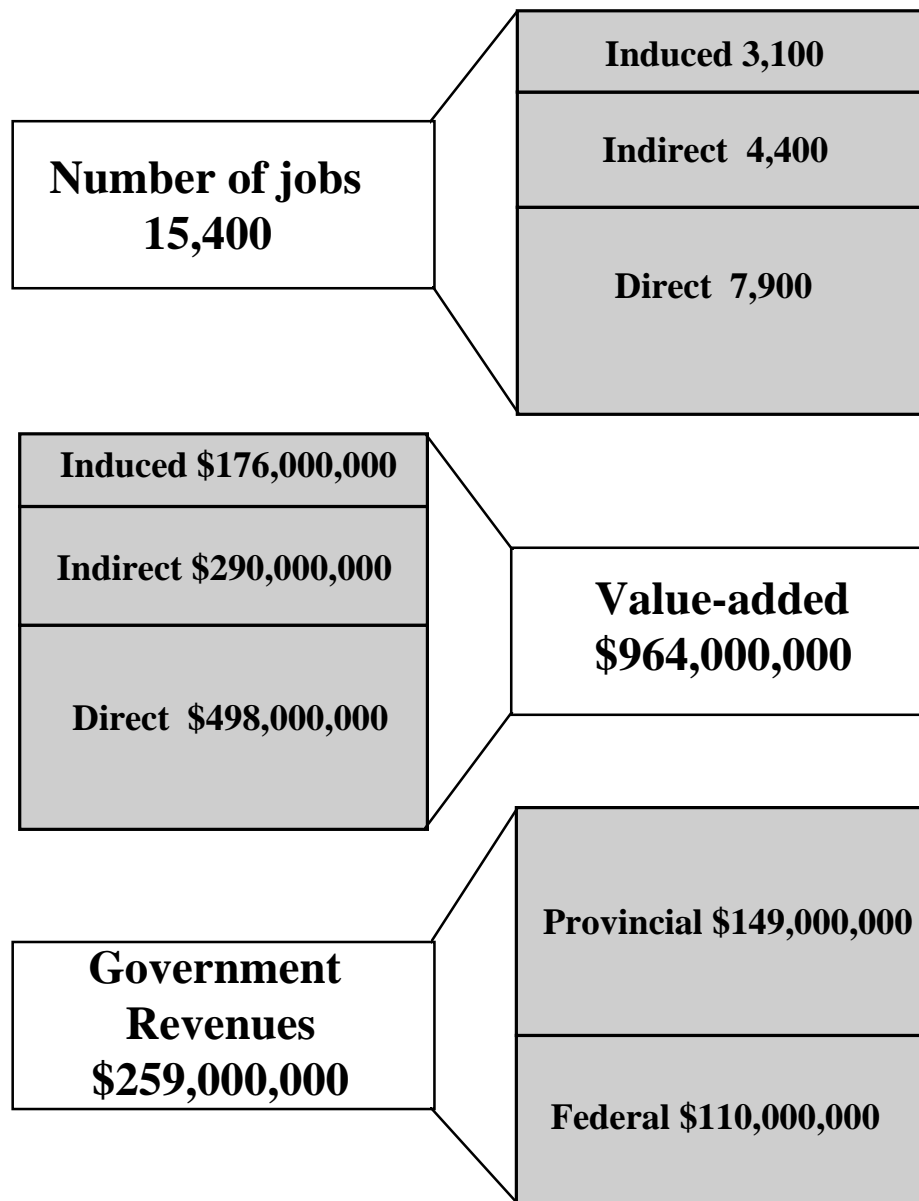 Induced 3,100
Number of jobs
15,400
Indirect 4,400
Direct 7,900
Induced $176,000,000
Indirect $290,000,000
Direct $498,000,000
Value-added
$964,000,000
Provincial $149,000,000
Government
Revenues
$259,000,000
Federal $110,000,000